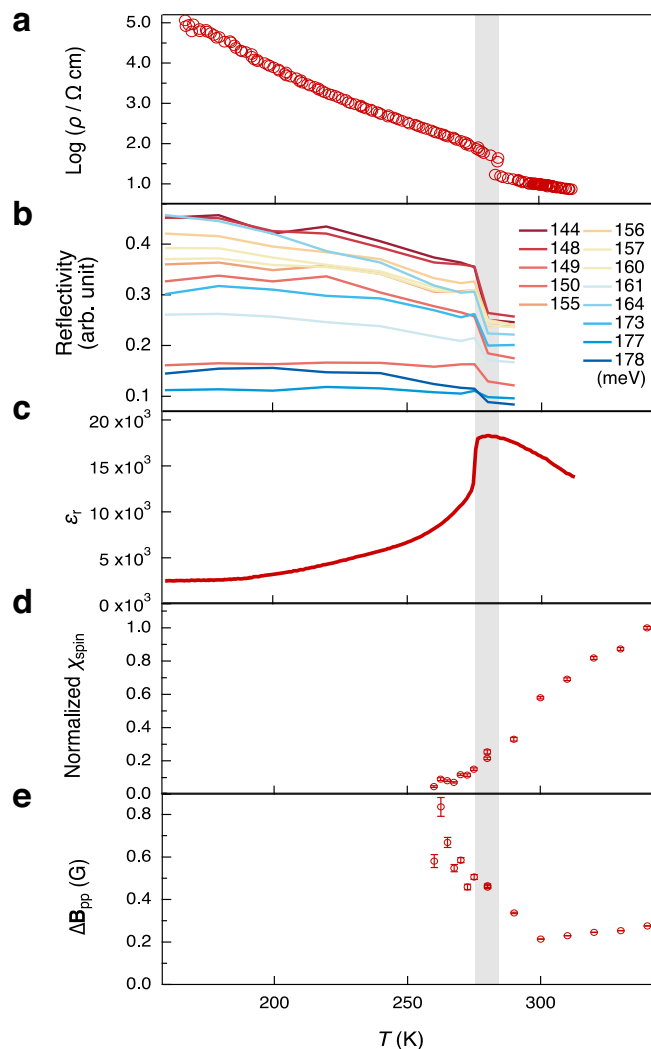 a
5.0
4.0
3.0
2.0
1.0
Log (ρ / Ω cm)
b
0.4
0.3
0.2
0.1
Reflectivity
(arb. unit)
144
148
149
150
155
156
157
160
161
164
173
177
178
(meV)
c
20 x10³
15 x10³
10 x10³
5 x10³
0 x10³
εr
d
1.0
0.8
0.6
0.4
0.2
0.0
Normalized χspin
e
0.8
0.6
0.4
0.2
0.0
ΔBpp (G)
200
250
300
T (K)